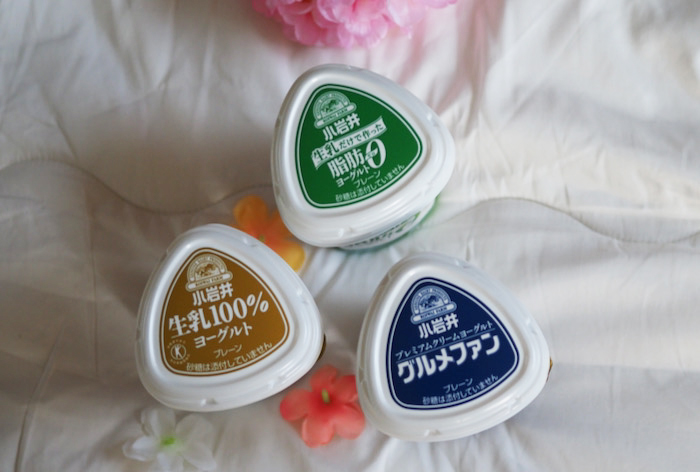 小岩井
生乳だけで作った
脂肪0
ヨーグルト
プレーン
砂糖は添付していません
小岩井
生乳100%
ヨーグルト
プレーン
砂糖は添付していません
小岩井
プレミアムクリームヨーグルト
グルメファン
プレーン
砂糖は添付していません